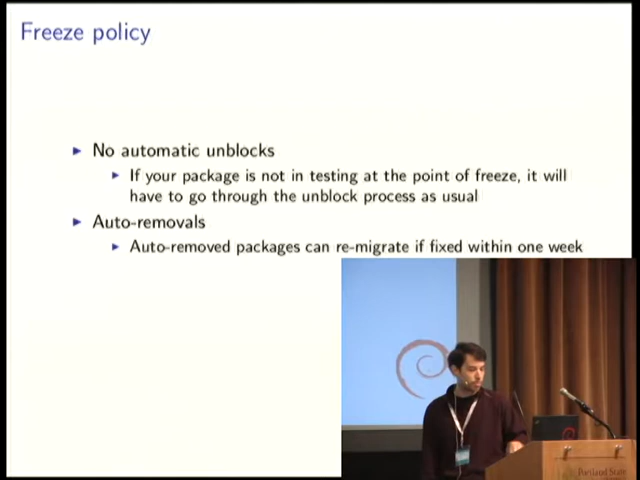 Freeze policy
No automatic unblocks
If your package is not in testing at the point of freeze, it will
have to go through the unblock process as usual
Auto-removals
Auto-removed packages can re-migrate if fixed within one week
Portland State